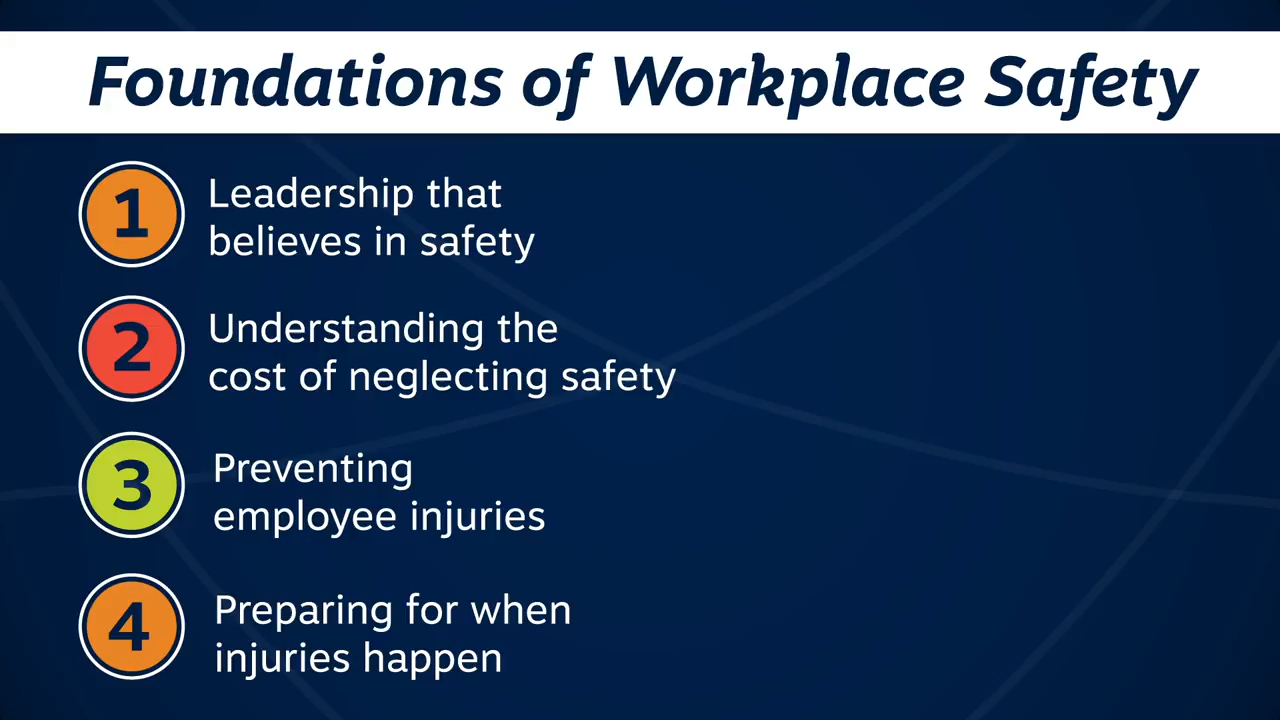 Foundations of Workplace Safety
1
Leadership that
believes in safety
2
Understanding the
cost of neglecting safety
3
Preventing
employee injuries
4
Preparing for when
injuries happen